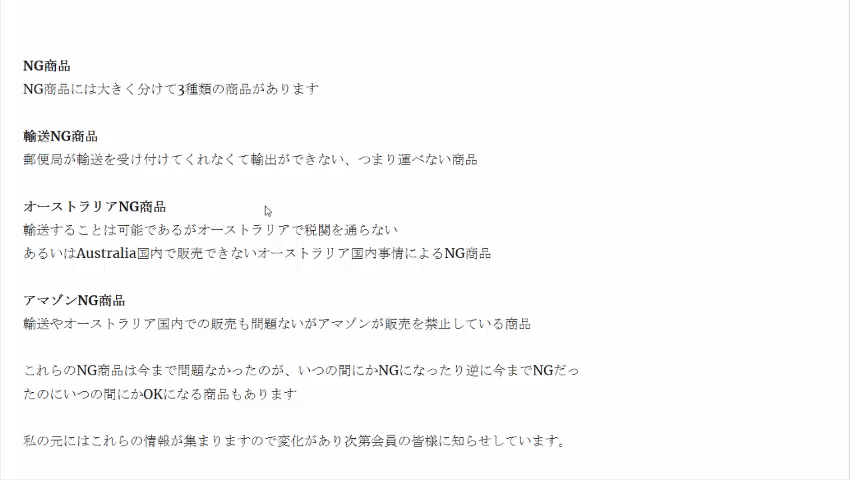 NG商品
NG商品には大きく分けて3種類の商品があります
輸送NG商品
郵便局が輸送を受け付けてくれなくて輸出ができない、つまり運べない商品
オーストラリアNG商品
輸送することは可能であるがオーストラリアで税関を通らない
あるいはAustralia国内で販売できないオーストラリア国内事情によるNG商品
アマゾンNG商品
輸送やオーストラリア国内での販売も問題ないがアマゾンが販売を禁止している商品
これらのNG商品は今まで問題なかったのが、いつの間にかNGになったり逆に今までNGだっ
たのにいつの間にかOKになる商品もあります
私の元にはこれらの情報が集まりますので変化があり次第会員の皆様に知らせしています。